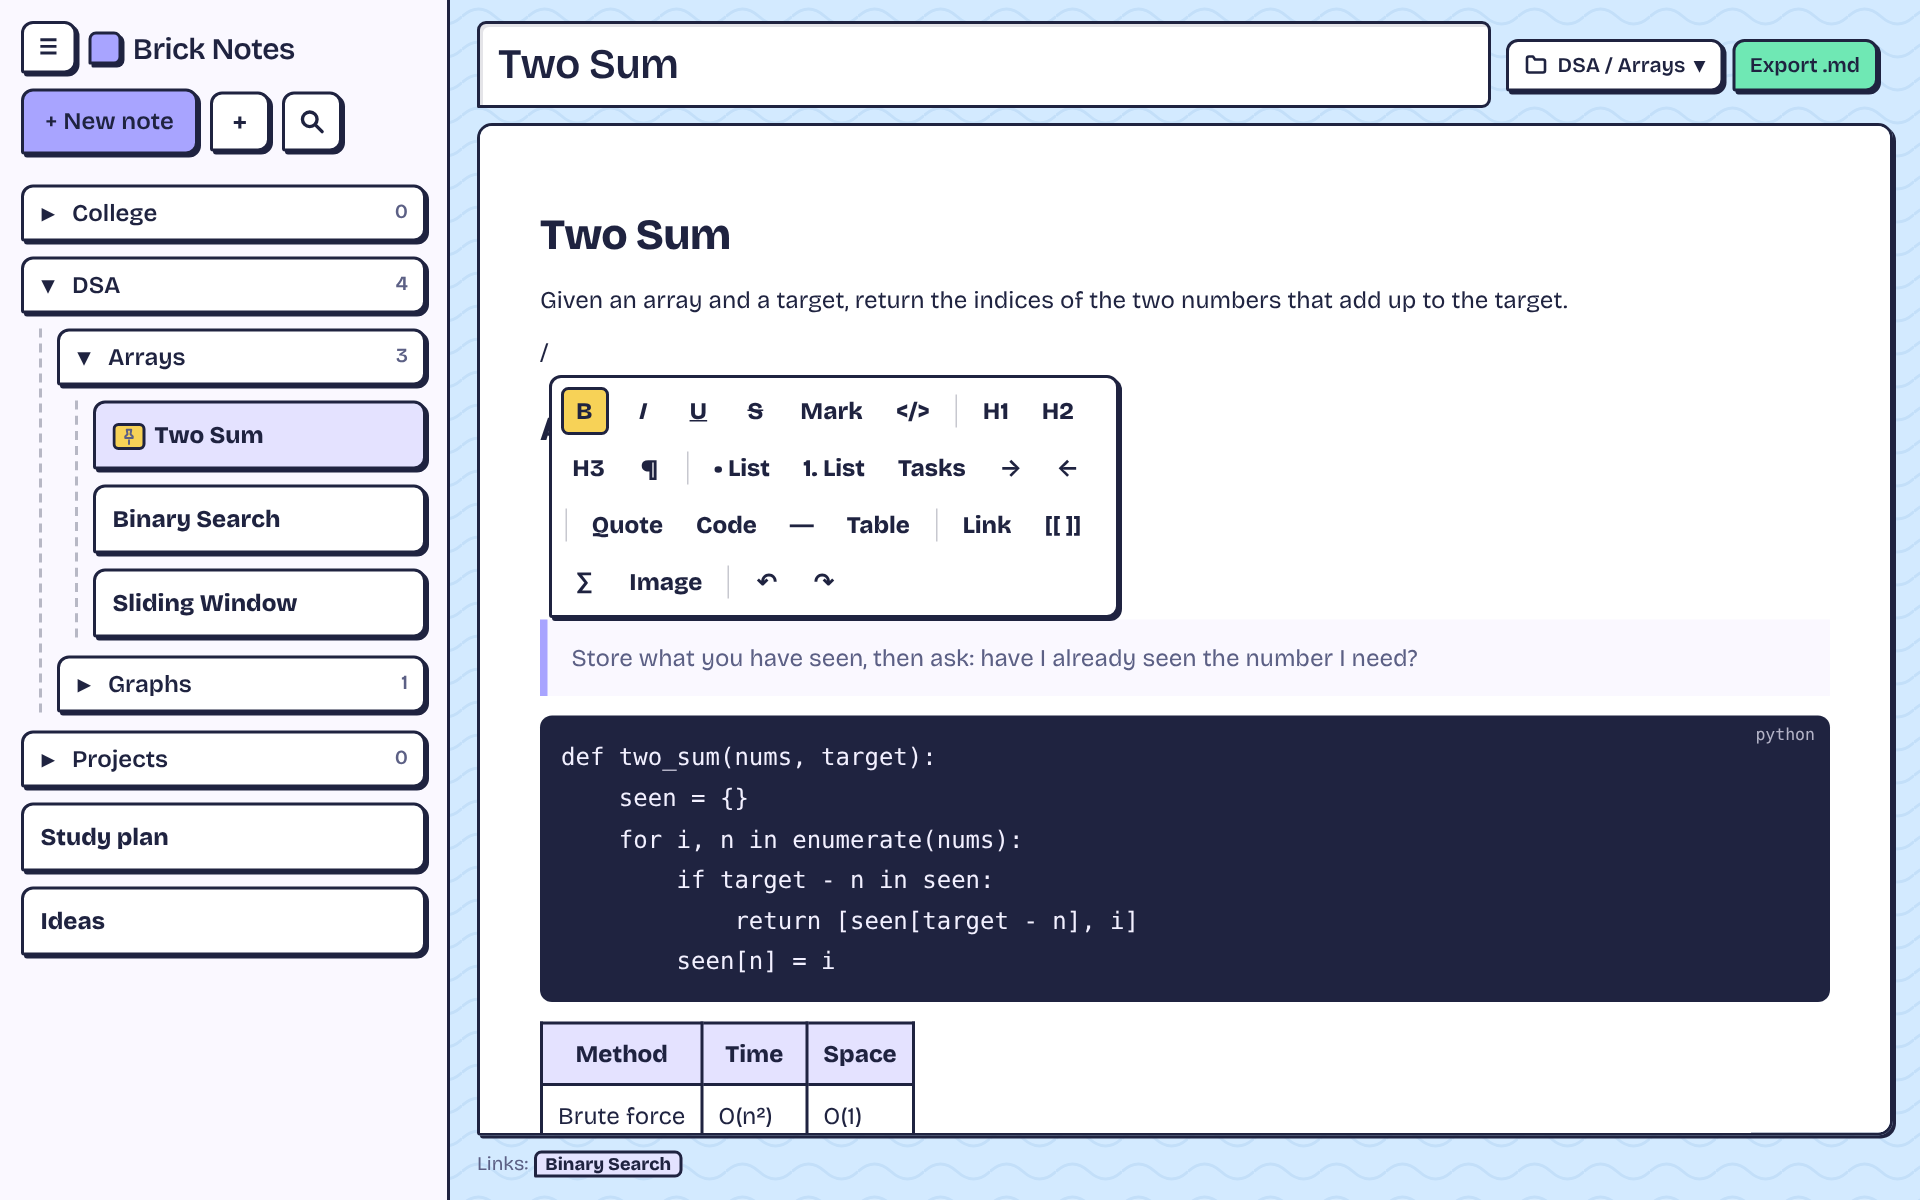 ☰ Brick Notes
+ New note +
▶ College 0
▼ DSA 4
▼ Arrays 3
Two Sum
Binary Search
Sliding Window
▶ Graphs 1
▶ Projects 0
Study plan
Ideas
Two Sum
DSA / Arrays ▼
Export .md
Two Sum
Given an array and a target, return the indices of the two numbers that add up to the target.
/
B I U S Mark </> H1 H2
H3 ¶ • List 1. List Tasks → ←
Quote Code — Table Link [[ ]]
∑ Image ↶ ↷
Store what you have seen, then ask: have I already seen the number I need?
python
def two_sum(nums, target):
    seen = {}
    for i, n in enumerate(nums):
        if target - n in seen:
            return [seen[target - n], i]
        seen[n] = i
Method Time Space
Brute force O(n²) O(1)
Links: Binary Search